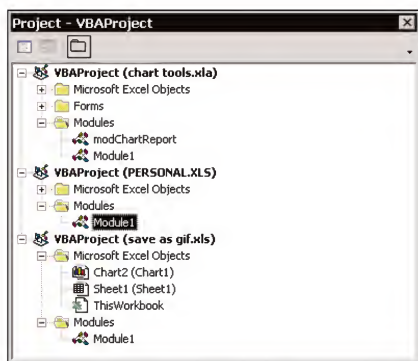 Project - VBAProject
VBAProject (chart tools.xla)
Microsoft Excel Objects
Forms
Modules
modChartReport
Module1
VBAProject (PERSONAL.XLS)
Microsoft Excel Objects
Modules
Module1
VBAProject (save as gif.xls)
Microsoft Excel Objects
Chart2 (Chart1)
Sheet1 (Sheet1)
ThisWorkbook
Modules
Module1